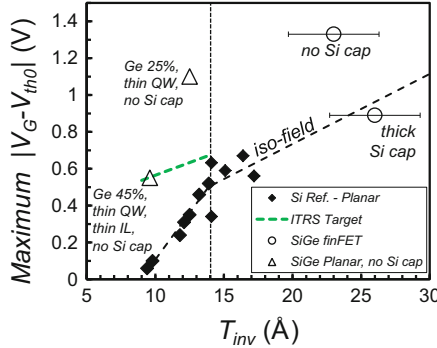 Maximum |V_G-V_th0| (V)
1.4
1.2
1
0.8
0.6
0.4
0.2
0
Ge 25%,
thin QW,
no Si cap
no Si cap
iso-field
thick
Si cap
Ge 45%,
thin QW,
thin IL,
no Si cap
Si Ref. - Planar
ITRS Target
SiGe finFET
SiGe Planar, no Si cap
5 10 15 20 25 30
T_inv (Å)